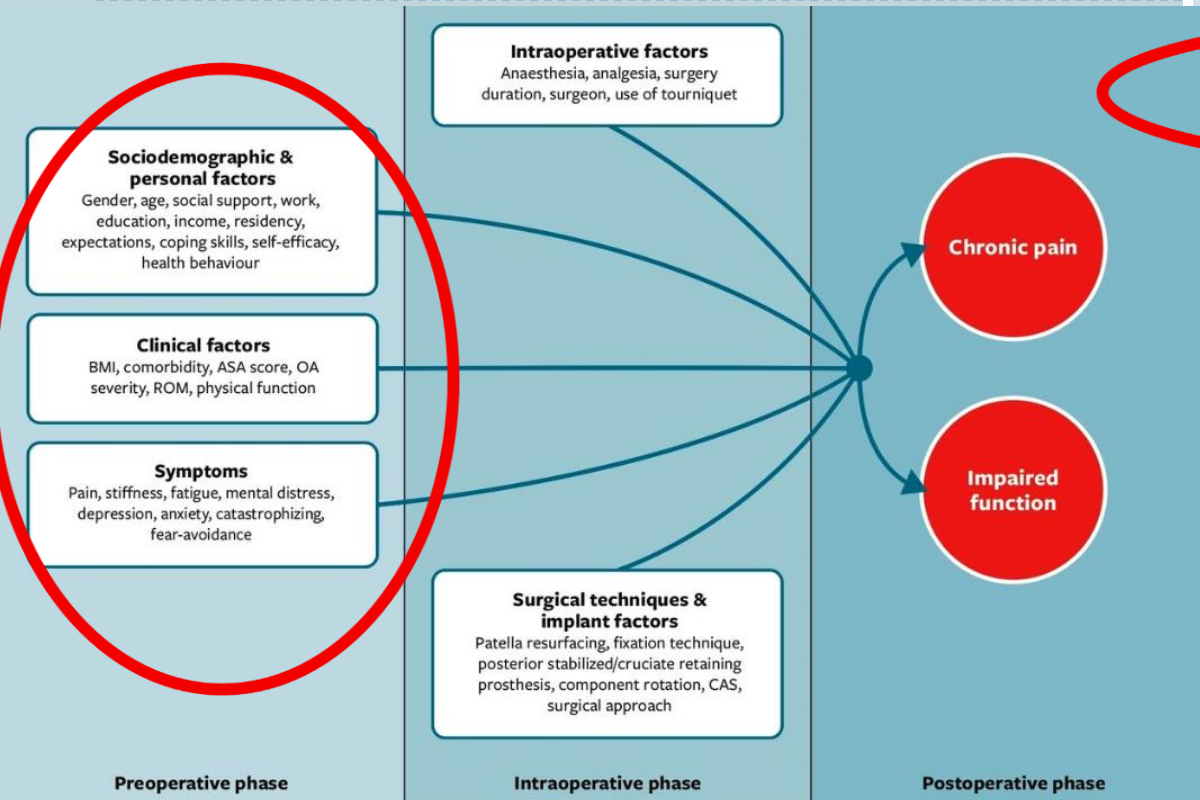 Sociodemographic &
personal factors
Gender, age, social support, work,
education, income, residency,
expectations, coping skills, self-efficacy,
health behaviour
Clinical factors
BMI, comorbidity, ASA score, OA
severity, ROM, physical function
Symptoms
Pain, stiffness, fatigue, mental distress,
depression, anxiety, catastrophizing,
fear-avoidance
Preoperative phase
Intraoperative factors
Anaesthesia, analgesia, surgery
duration, surgeon, use of tourniquet
Surgical techniques &
implant factors
Patella resurfacing, fixation technique,
posterior stabilized/cruciate retaining
prosthesis, component rotation, CAS,
surgical approach
Intraoperative phase
Chronic pain
Impaired
function
Postoperative phase